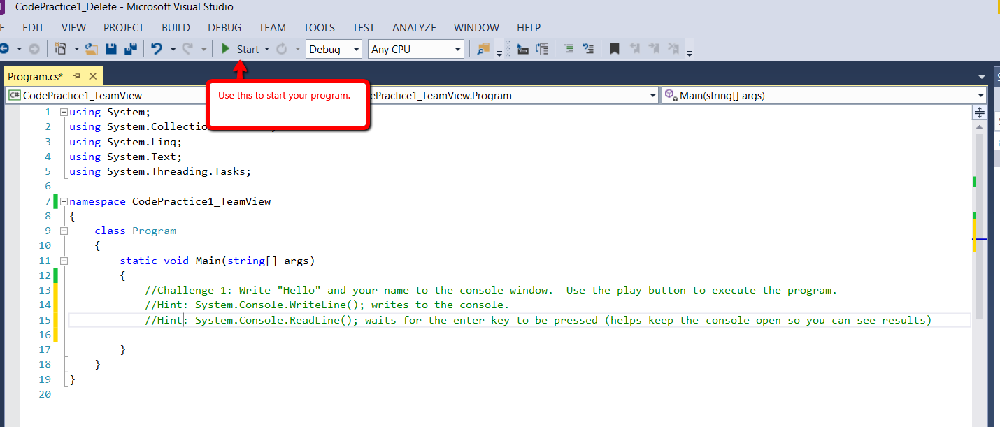 CodePractice1_Delete - Microsoft Visual Studio
EDIT VIEW PROJECT BUILD DEBUG TEAM TOOLS TEST ANALYZE WINDOW HELP
Start Debug Any CPU
Program.cs*
CodePractice1_TeamView ePractice1_TeamView.Program Main(string[] args)
Use this to start your program.
1 using System;
2 using System.Collectio
3 using System.Linq;
4 using System.Text;
5 using System.Threading.Tasks;
6
7 namespace CodePractice1_TeamView
8 {
9 class Program
10 {
11 static void Main(string[] args)
12 {
13 //Challenge 1: Write "Hello" and your name to the console window.  Use the play button to execute the program.
14 //Hint: System.Console.WriteLine(); writes to the console.
15 //Hint: System.Console.ReadLine(); waits for the enter key to be pressed (helps keep the console open so you can see results)
16
17 }
18 }
19 }
20